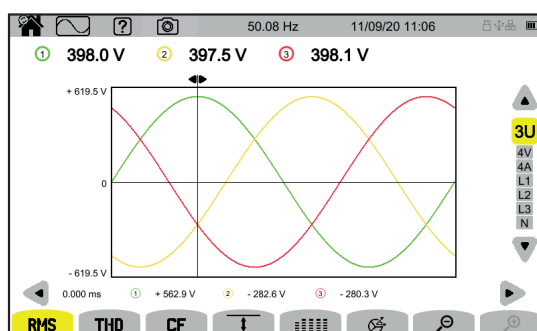 ? 50.08 Hz 11/09/20 11:06
1 398.0 V 2 397.5 V 3 398.1 V
+ 619.5 V
0
- 619.5 V
3U
4V
4A
L1
L2
L3
N
0.000 ms 1 + 562.9 V 2 - 282.6 V 3 - 280.3 V
RMS THD CF